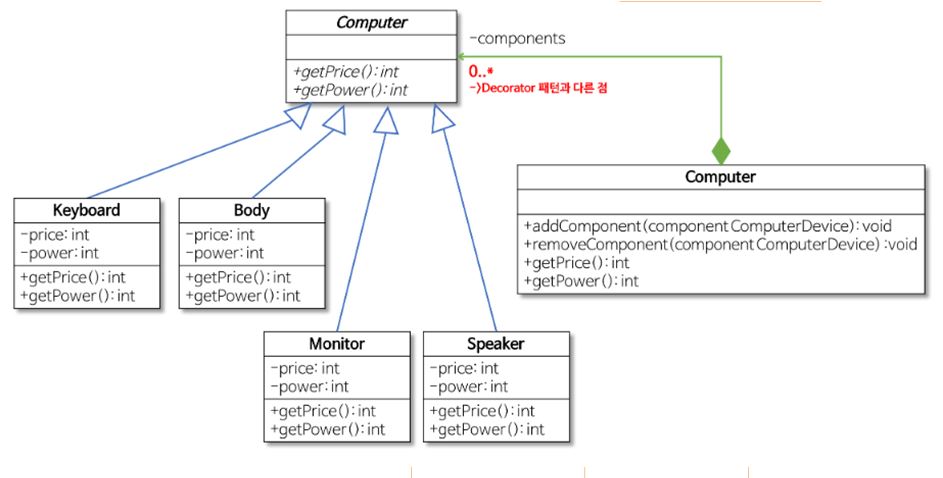 Computer
+getPrice():int
+getPower():int
-components
0..*
->Decorator 패턴과 다른 점
Computer
+addComponent(component ComputerDevice): void
+removeComponent(component ComputerDevice) :void
+getPrice():int
+getPower():int
Keyboard
-price: int
-power: int
+getPrice():int
+getPower():int
Body
-price: int
-power: int
+getPrice():int
+getPower():int
Monitor
-price: int
-power: int
+getPrice():int
+getPower():int
Speaker
-price: int
-power: int
+getPrice():int
+getPower():int